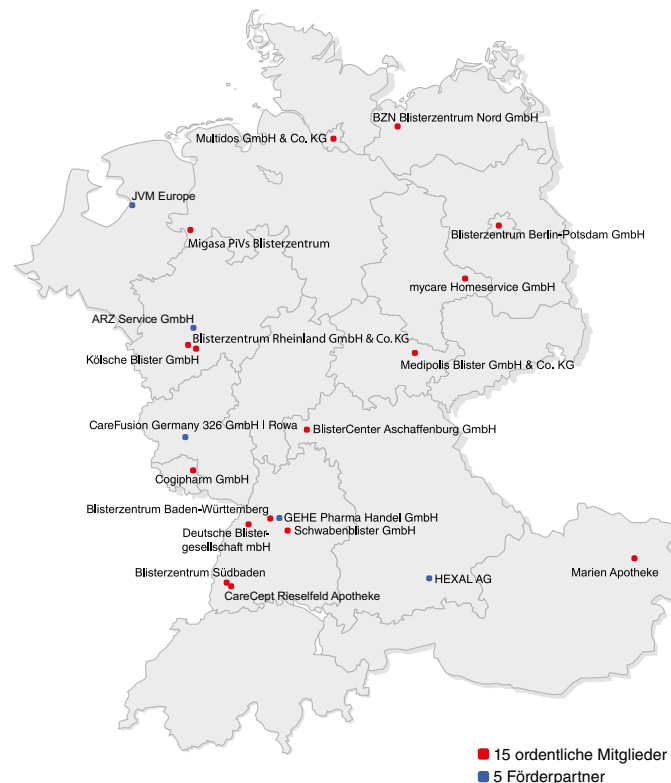 BZN Blisterzentrum Nord GmbH
Multidos GmbH & Co. KG
JVM Europe
Blisterzentrum Berlin-Potsdam GmbH
Migasa PiVs Blisterzentrum
mycare Homeservice GmbH
ARZ Service GmbH
Blisterzentrum Rheinland GmbH & Co. KG
Kölsche Blister GmbH
Medipolis Blister GmbH & Co. KG
CareFusion Germany 326 GmbH | Rowa
BlisterCenter Aschaffenburg GmbH
Cogipharm GmbH
Blisterzentrum Baden-Württemberg
GEHE Pharma Handel GmbH
Schwabenblister GmbH
Deutsche Blister-
gesellschaft mbH
Marien Apotheke
Blisterzentrum Südbaden
HEXAL AG
CareCept Rieselfeld Apotheke
15 ordentliche Mitglieder
5 Förderpartner